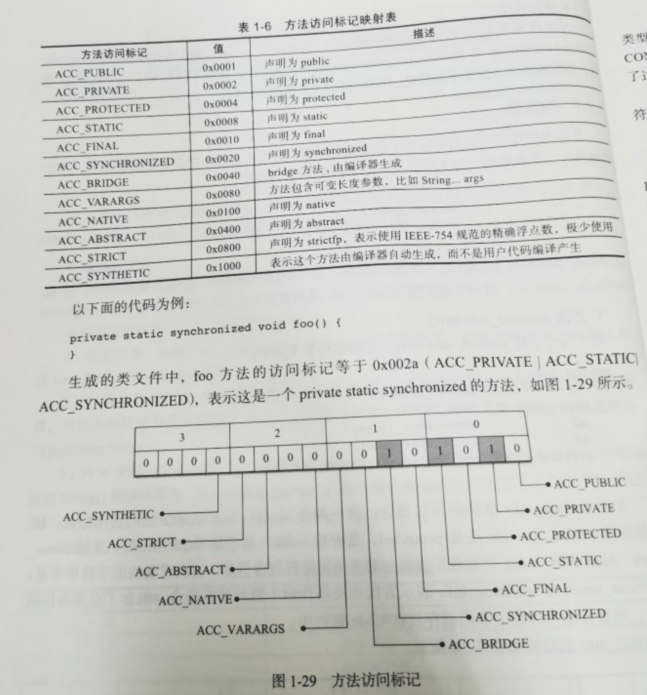 表 1-6 方法访问标记映射表
方法访问标记 值 描述
ACC_PUBLIC 0x0001 声明为 public
ACC_PRIVATE 0x0002 声明为 private
ACC_PROTECTED 0x0004 声明为 protected
ACC_STATIC 0x0008 声明为 static
ACC_FINAL 0x0010 声明为 final
ACC_SYNCHRONIZED 0x0020 声明为 synchronized
ACC_BRIDGE 0x0040 bridge 方法，由编译器生成
ACC_VARARGS 0x0080 方法包含可变长度参数，比如 String... args
ACC_NATIVE 0x0100 声明为 native
ACC_ABSTRACT 0x0400 声明为 abstract
ACC_STRICT 0x0800 声明为 strictfp，表示使用 IEEE-754 规范的精确浮点数，极少使用
ACC_SYNTHETIC 0x1000 表示这个方法由编译器自动生成，而不是用户代码编译产生
以下面的代码为例：
private static synchronized void foo() {
}
生成的类文件中，foo 方法的访问标记等于 0x002a（ACC_PRIVATE | ACC_STATIC|
ACC_SYNCHRONIZED)，表示这是一个 private static synchronized 的方法，如图 1-29 所示。
3 2 1 0
0 0 0 0 0 0 0 0 0 0 1 0 1 0 1 0
ACC_PUBLIC
ACC_SYNTHETIC ACC_PRIVATE
ACC_STRICT ACC_PROTECTED
ACC_ABSTRACT ACC_STATIC
ACC_NATIVE ACC_FINAL
ACC_VARARGS ACC_SYNCHRONIZED
ACC_BRIDGE
图 1-29 方法访问标记
类型
CON
符